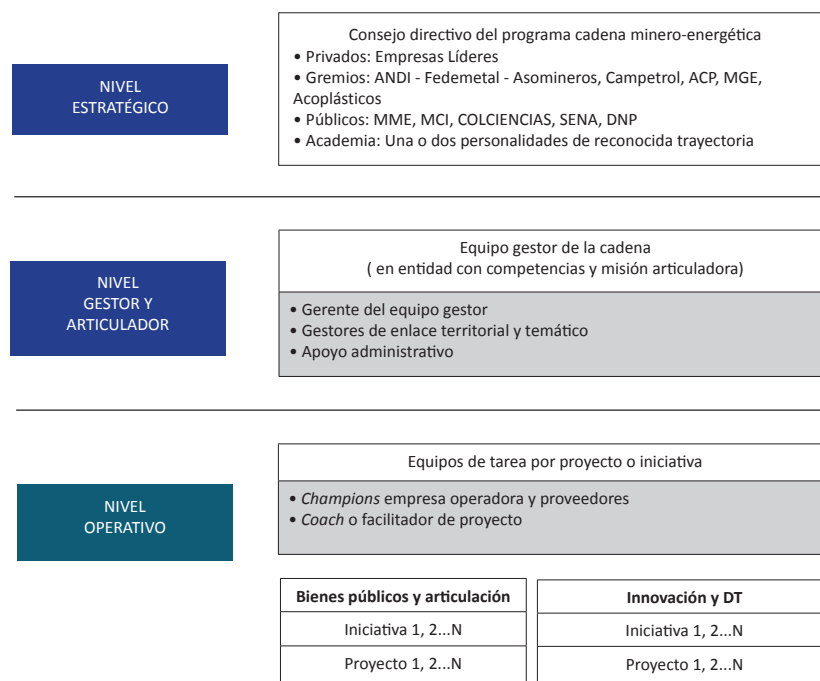 NIVEL
ESTRATÉGICO
Consejo directivo del programa cadena minero-energética
• Privados: Empresas Líderes
• Gremios: ANDI - Fedemetal - Asomineros, Campetrol, ACP, MGE,
Acoplásticos
• Públicos: MME, MCI, COLCIENCIAS, SENA, DNP
• Academia: Una o dos personalidades de reconocida trayectoria
NIVEL
GESTOR Y
ARTICULADOR
Equipo gestor de la cadena
( en entidad con competencias y misión articuladora)
• Gerente del equipo gestor
• Gestores de enlace territorial y temático
• Apoyo administrativo
NIVEL
OPERATIVO
Equipos de tarea por proyecto o iniciativa
• Champions empresa operadora y proveedores
• Coach o facilitador de proyecto
Bienes públicos y articulación
Iniciativa 1, 2...N
Proyecto 1, 2...N
Innovación y DT
Iniciativa 1, 2...N
Proyecto 1, 2...N